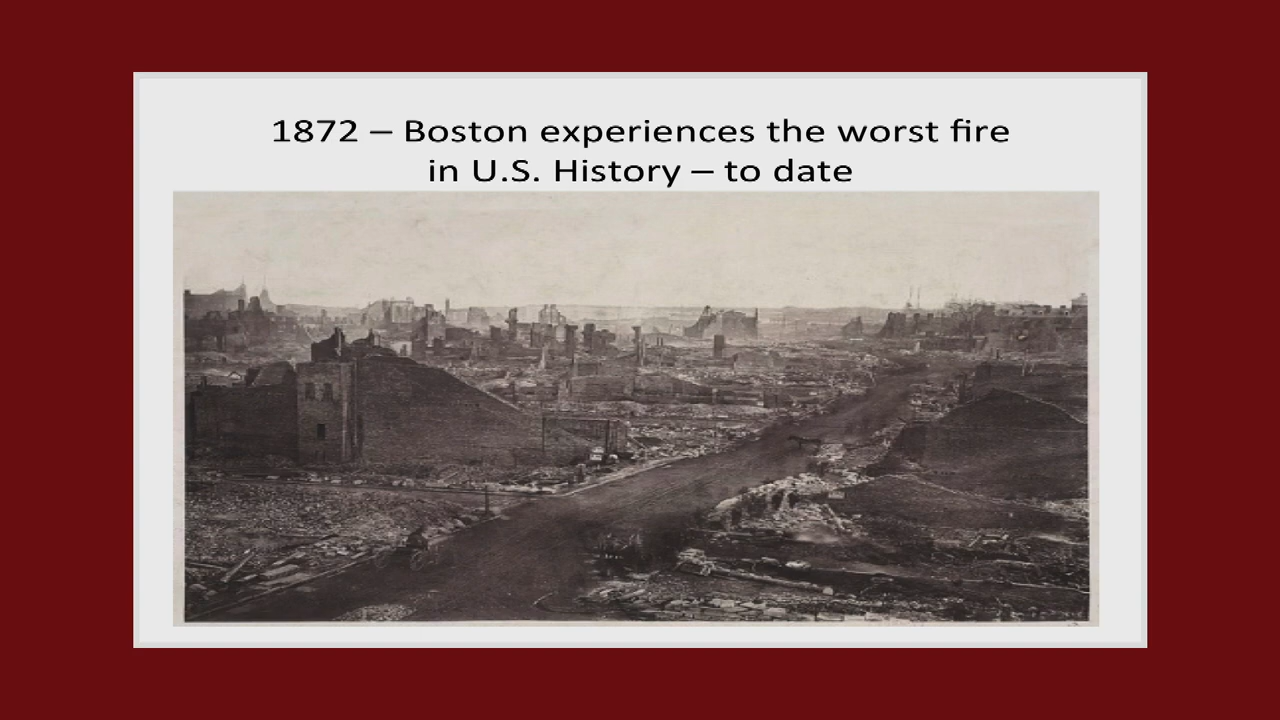 1872 – Boston experiences the worst fire
in U.S. History – to date